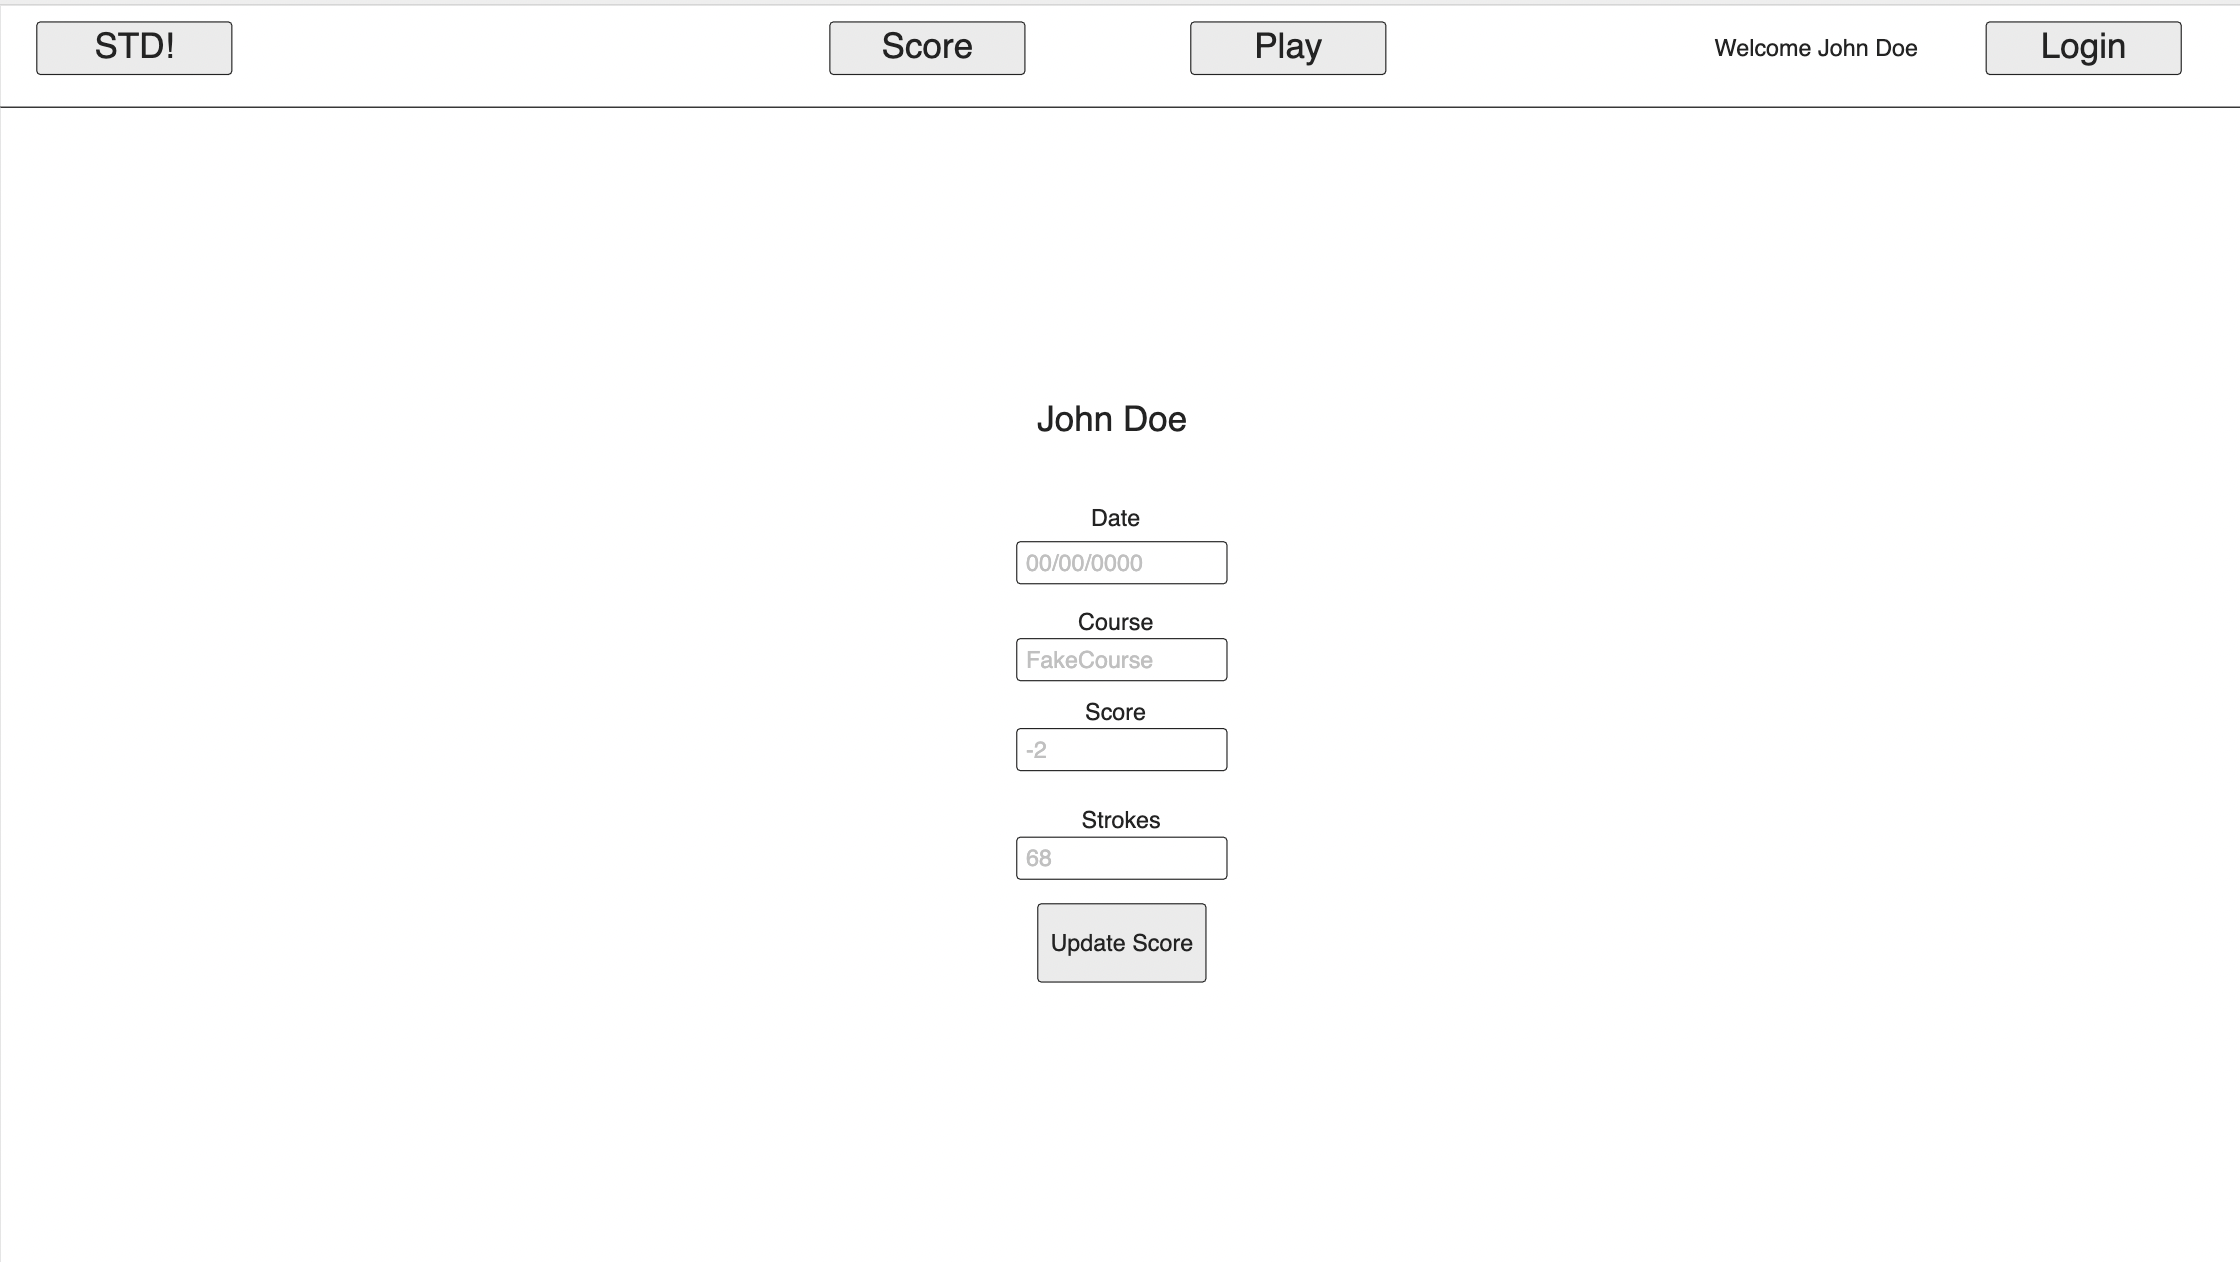 STD!
Score
Play
Welcome John Doe
Login
John Doe
Date
00/00/0000
Course
FakeCourse
Score
-2
Strokes
68
Update Score